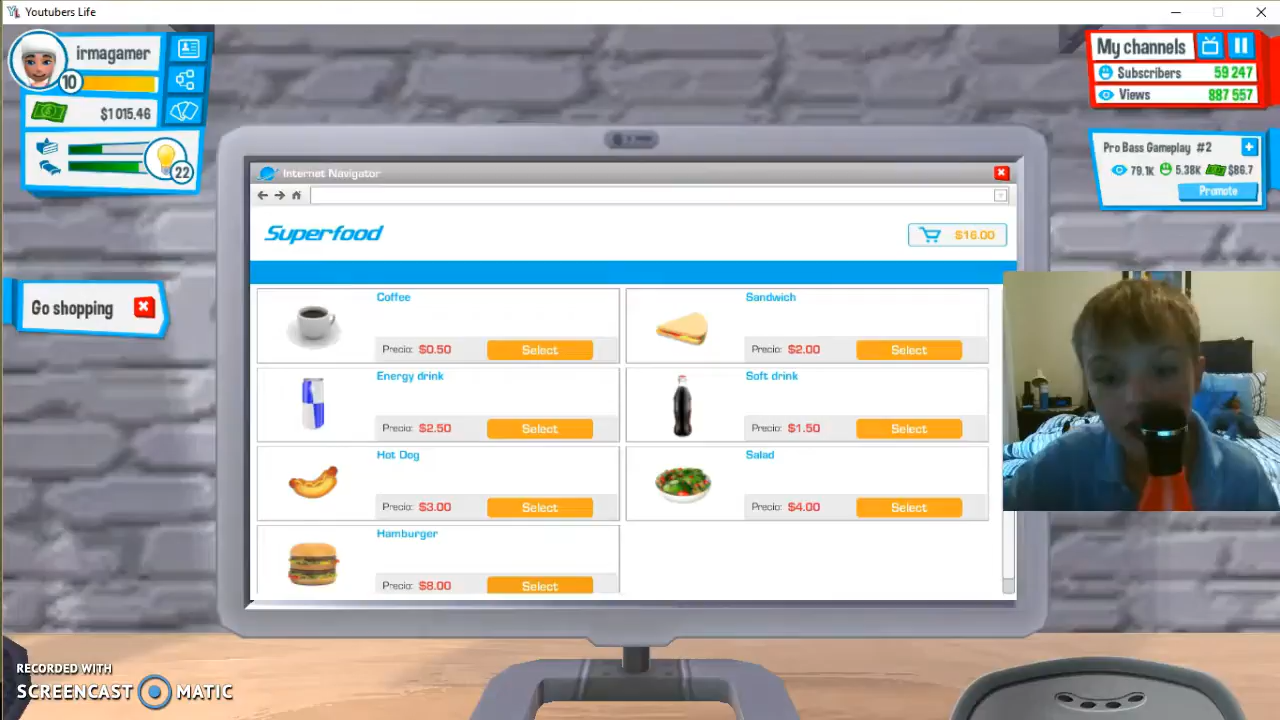 Youtubers Life
irmagamer
10
$1 015.46
22
My channels
Subscribers 59 247
Views 887 557
Pro Bass Gameplay #2
79.1K 5.38K $86.7
Promote
Go shopping
Internet Navigator
Superfood
$16.00
Coffee
Precio: $0.50 Select
Sandwich
Precio: $2.00 Select
Energy drink
Precio: $2.50 Select
Soft drink
Precio: $1.50 Select
Hot Dog
Precio: $3.00 Select
Salad
Precio: $4.00 Select
Hamburger
Precio: $8.00 Select
RECORDED WITH
SCREENCAST MATIC